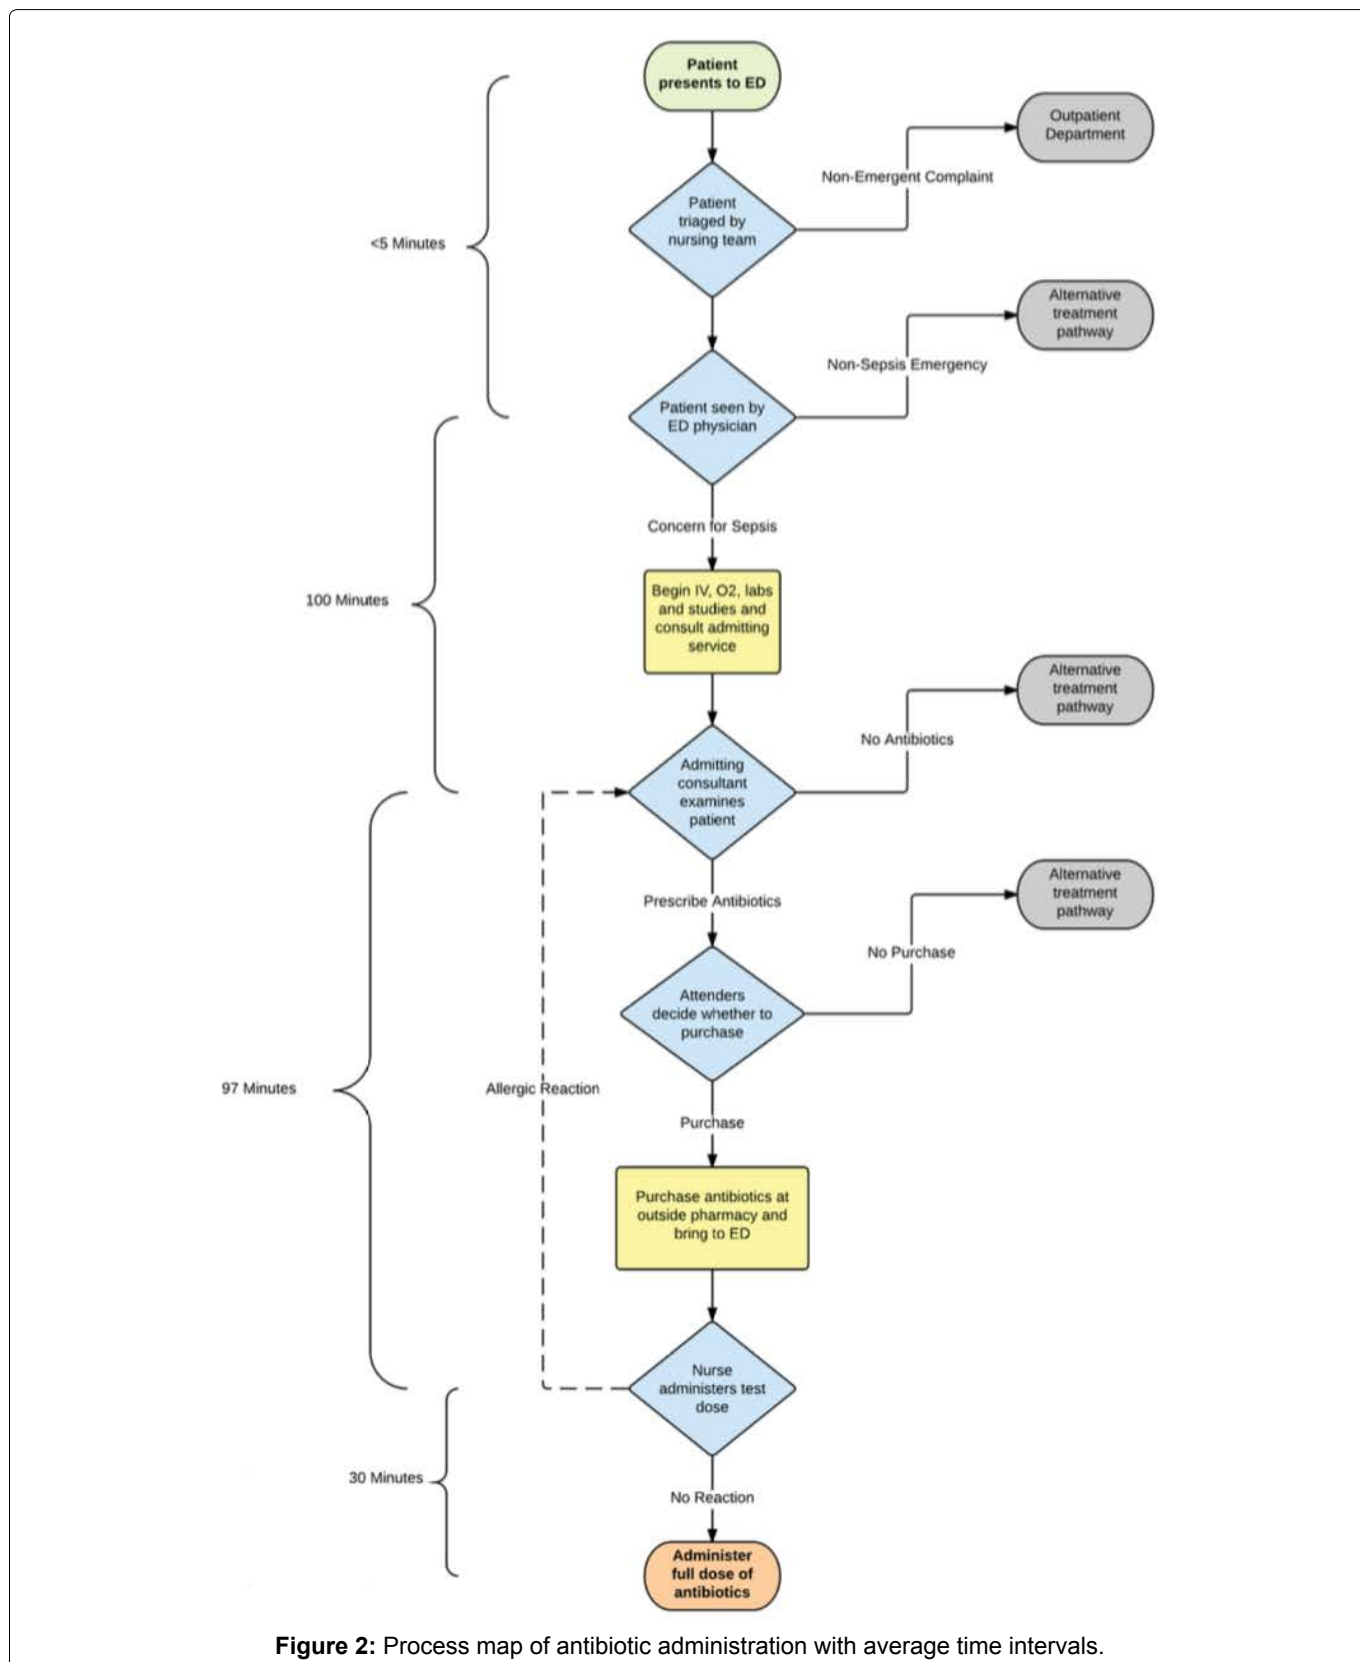 Patient
presents to ED
Outpatient
Department
Non-Emergent Complaint
Patient
triaged by
nursing team
<5 Minutes
Alternative
treatment
pathway
Non-Sepsis Emergency
Patient seen by
ED physician
Concern for Sepsis
100 Minutes
Begin IV, O2, labs
and studies and
consult admitting
service
Alternative
treatment
pathway
No Antibiotics
Admitting
consultant
examines
patient
Prescribe Antibiotics
Alternative
treatment
pathway
No Purchase
Attenders
decide whether to
purchase
97 Minutes
Allergic Reaction
Purchase
Purchase antibiotics at
outside pharmacy and
bring to ED
Nurse
administers test
dose
30 Minutes
No Reaction
Administer
full dose of
antibiotics
Figure 2: Process map of antibiotic administration with average time intervals.